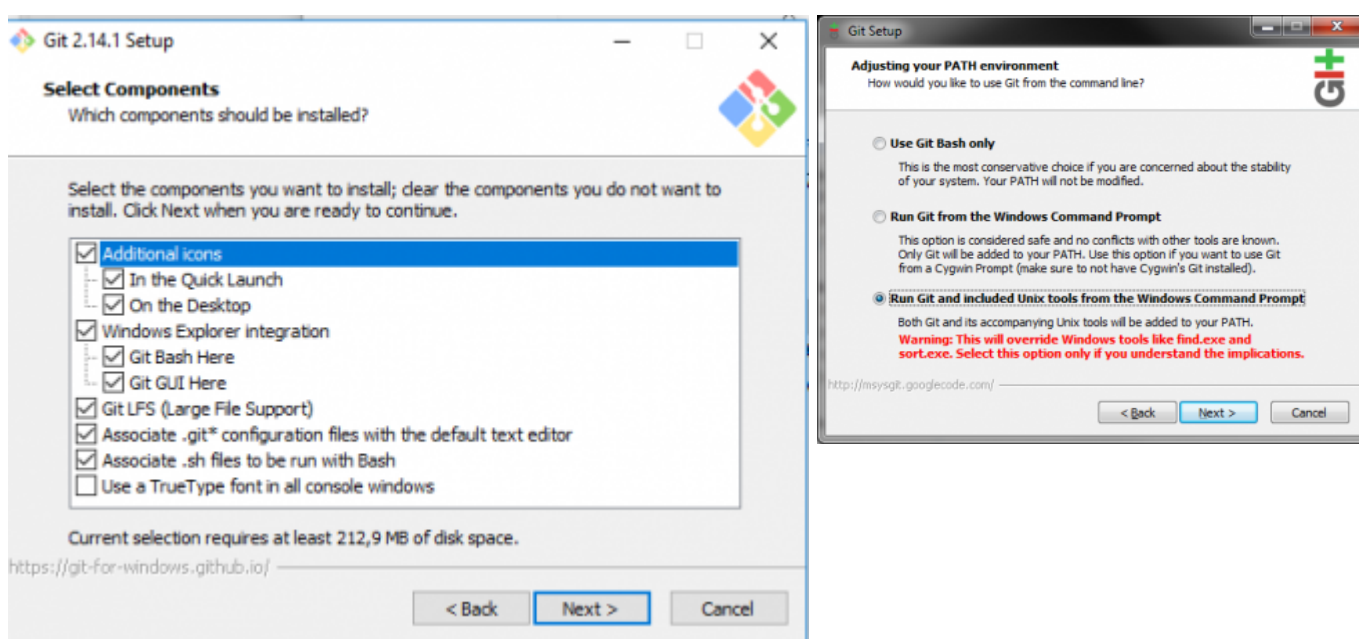 Git 2.14.1 Setup
Select Components
Which components should be installed?
Select the components you want to install; clear the components you do not want to
install. Click Next when you are ready to continue.
Additional icons
In the Quick Launch
On the Desktop
Windows Explorer integration
Git Bash Here
Git GUI Here
Git LFS (Large File Support)
Associate .git* configuration files with the default text editor
Associate .sh files to be run with Bash
Use a TrueType font in all console windows
Current selection requires at least 212,9 MB of disk space.
https://git-for-windows.github.io/
< Back
Next >
Cancel
Git Setup
Adjusting your PATH environment
How would you like to use Git from the command line?
Git
Use Git Bash only
This is the most conservative choice if you are concerned about the stability
of your system. Your PATH will not be modified.
Run Git from the Windows Command Prompt
This option is considered safe and no conflicts with other tools are known.
Only Git will be added to your PATH. Use this option if you want to use Git
from a Cygwin Prompt (make sure to not have Cygwin's Git installed).
Run Git and included Unix tools from the Windows Command Prompt
Both Git and its accompanying Unix tools will be added to your PATH.
Warning: This will override Windows tools like find.exe and
sort.exe. Select this option only if you understand the implications.
http://msysgit.googlecode.com/
< Back
Next >
Cancel